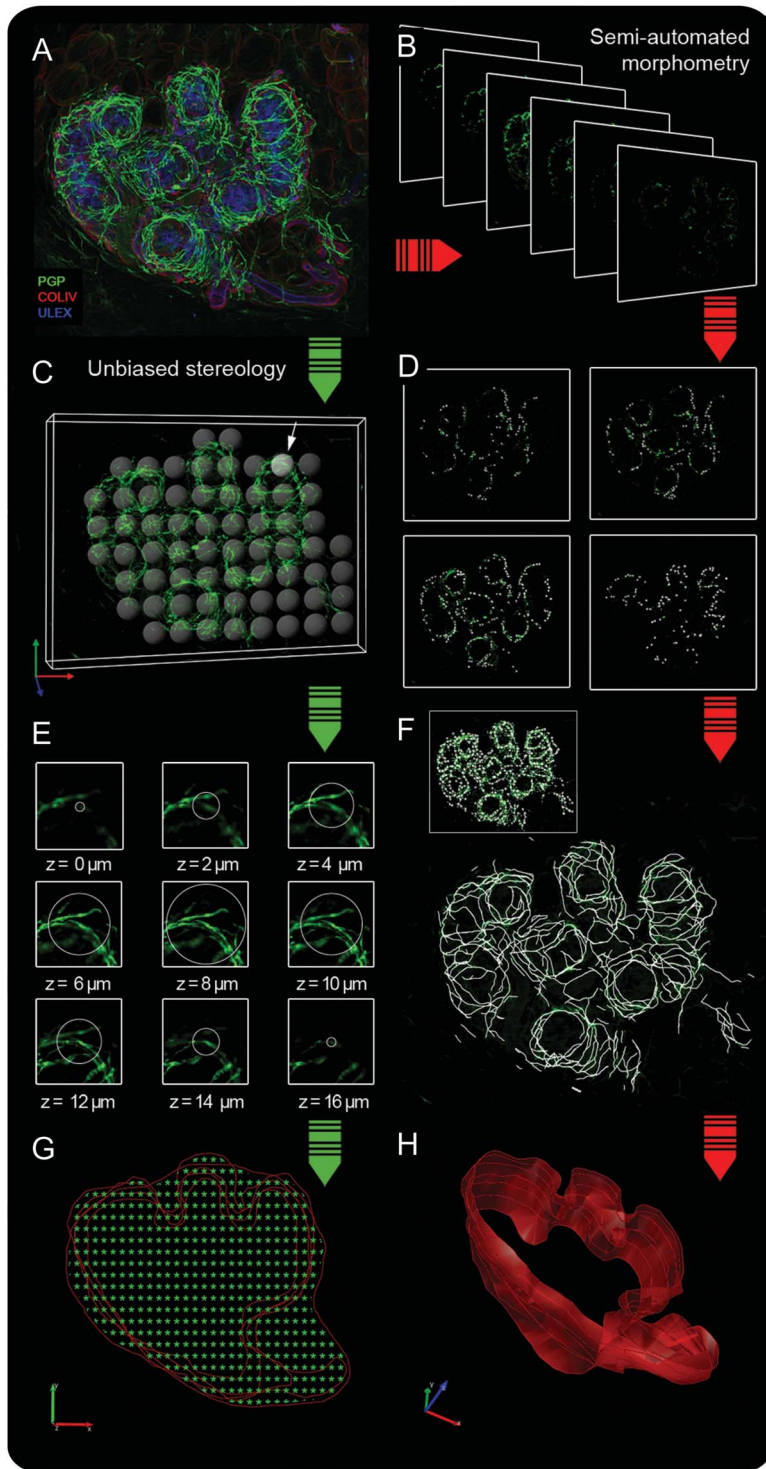 A
PGP
COLIV
ULEX
B
Semi-automated
morphometry
C
Unbiased stereology
D
E
z = 0 µm
z = 2 µm
z = 4 µm
z = 6 µm
z = 8 µm
z = 10 µm
z = 12 µm
z = 14 µm
z = 16 µm
F
G
y
z
x
H
y
z
x